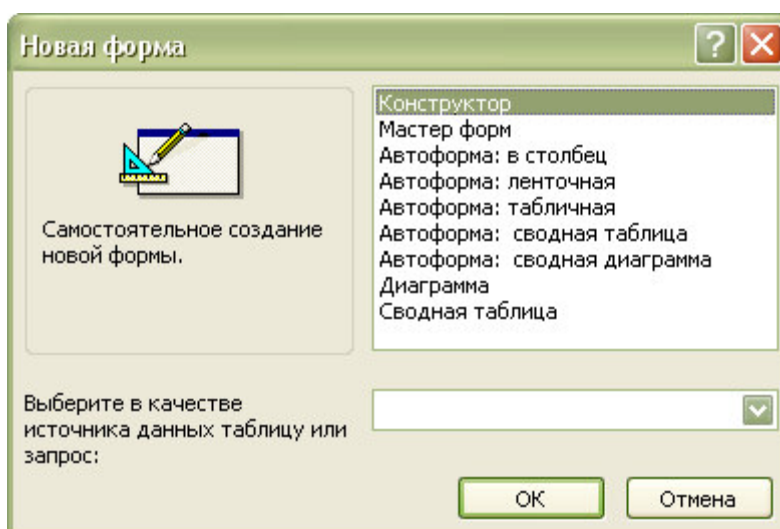 Новая форма
Самостоятельное создание
новой формы.
Конструктор
Мастер форм
Автоформа: в столбец
Автоформа: ленточная
Автоформа: табличная
Автоформа:  сводная таблица
Автоформа:  сводная диаграмма
Диаграмма
Сводная таблица
Выберите в качестве
источника данных таблицу или
запрос:
ОК
Отмена